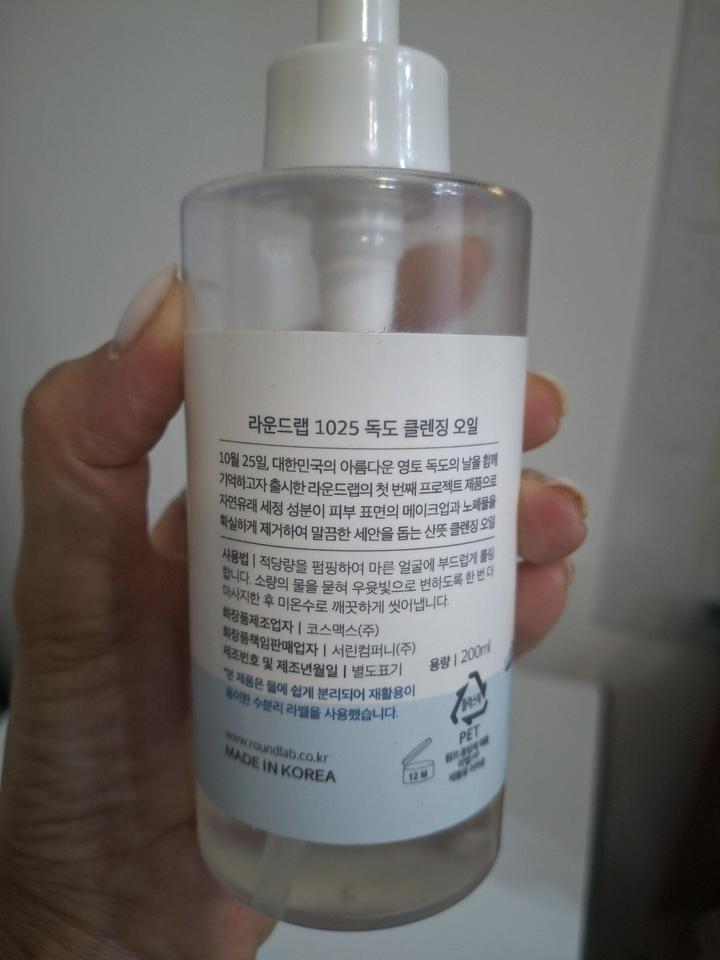 라운드랩 1025 독도 클렌징 오일
10월 25일, 대한민국의 아름다운 영토 독도의 날을 함께
기억하고자 출시한 라운드랩의 첫 번째 프로젝트 제품으로
자연유래 세정 성분이 피부 표면의 메이크업과 노폐물을
확실하게 제거하여 말끔한 세안을 돕는 산뜻 클렌징 오일
사용법 | 적당량을 펌핑하여 마른 얼굴에 부드럽게 롤링
합니다. 소량의 물을 묻혀 우윳빛으로 변하도록 한 번 더
마사지한 후 미온수로 깨끗하게 씻어냅니다.
화장품제조업자 | 코스맥스(주)
화장품책임판매업자 | 서린컴퍼니(주)
제조번호 및 제조년월일 | 별도표기 용량 | 200ml
*본 제품은 물에 쉽게 분리되어 재활용이
용이한 수분리 라벨을 사용했습니다.
플라스틱
PET
www.roundlab.co.kr
MADE IN KOREA
12 M